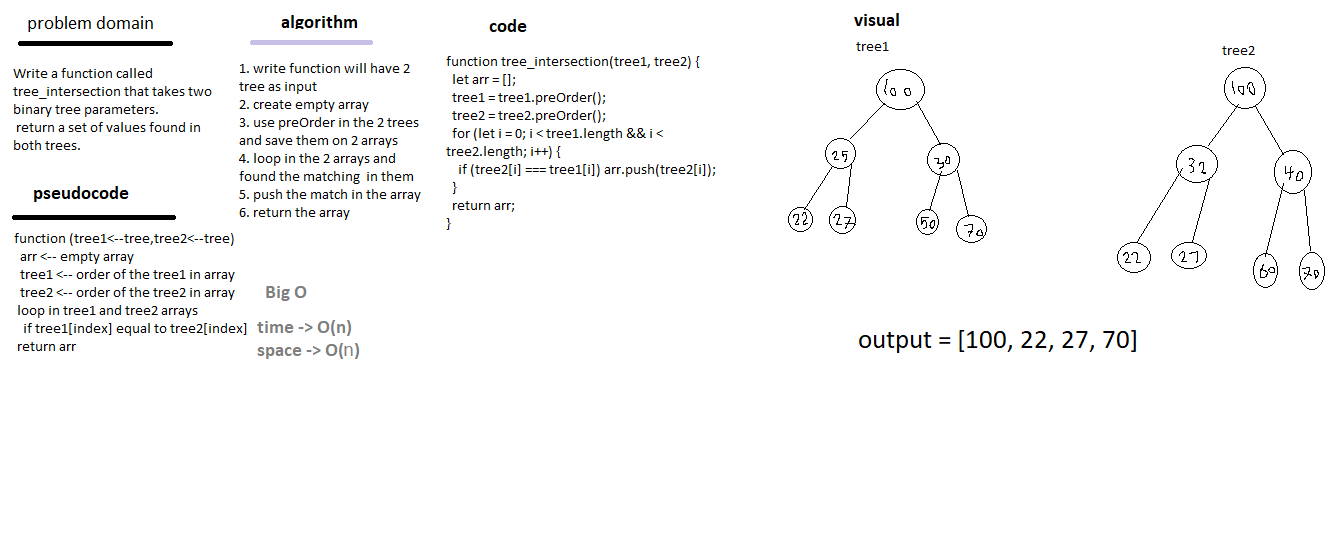 problem domain
Write a function called
tree_intersection that takes two
binary tree parameters.
return a set of values found in
both trees.
pseudocode
function (tree1<--tree,tree2<--tree)
arr <-- empty array
tree1 <-- order of the tree1 in array
tree2 <-- order of the tree2 in array
loop in tree1 and tree2 arrays
if tree1[index] equal to tree2[index]
return arr
algorithm
1. write function will have 2
tree as input
2. create empty array
3. use preOrder in the 2 trees
and save them on 2 arrays
4. loop in the 2 arrays and
found the matching in them
5. push the match in the array
6. return the array
Big O
time -> O(n)
space -> O(n)
code
function tree_intersection(tree1, tree2) {
let arr = [];
tree1 = tree1.preOrder();
tree2 = tree2.preOrder();
for (let i = 0; i < tree1.length && i <
tree2.length; i++) {
if (tree2[i] === tree1[i]) arr.push(tree2[i]);
}
return arr;
}
visual
tree1
100
25 30
22 27 50 70
tree2
100
32 40
22 27 60 70
output = [100, 22, 27, 70]